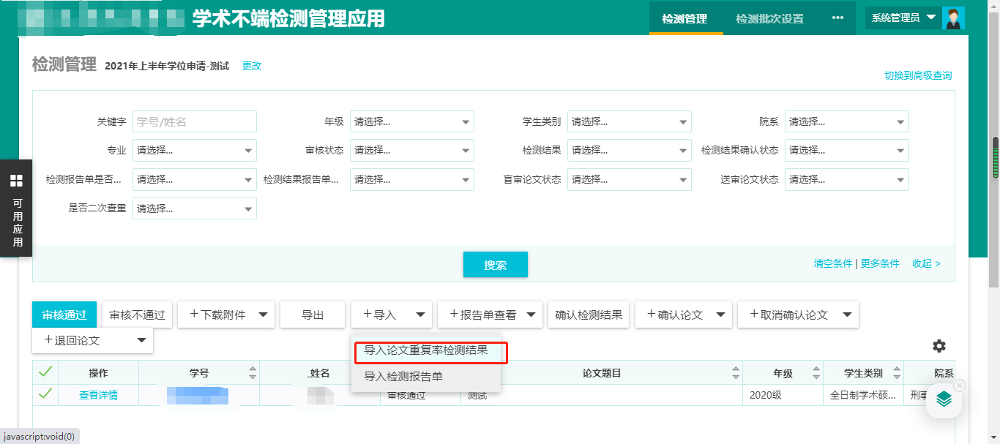 学术不端检测管理应用
检测管理 检测批次设置 ••• 系统管理员
检测管理 2021年上半年学位申请-测试 更改
切换到高级查询
关键字 学号/姓名 年级 请选择... 学生类别 请选择... 院系 请选择...
专业 请选择... 审核状态 请选择... 检测结果 请选择... 检测结果确认状态 请选择...
检测报告单是否... 请选择... 检测结果报告单... 请选择... 盲审论文状态 请选择... 送审论文状态 请选择...
是否二次查重 请选择...
可用应用
搜索
清空条件 | 更多条件 收起 >
审核通过 审核不通过 +下载附件 导出 +导入 +报告单查看 确认检测结果 +确认论文 +取消确认论文
+退回论文
导入论文重复率检测结果
导入检测报告单
操作 学号 姓名 论文题目 年级 学生类别 院系
查看详情 审核通过 测试 2020级 全日制学术硕... 刑事
javascript:void(0)